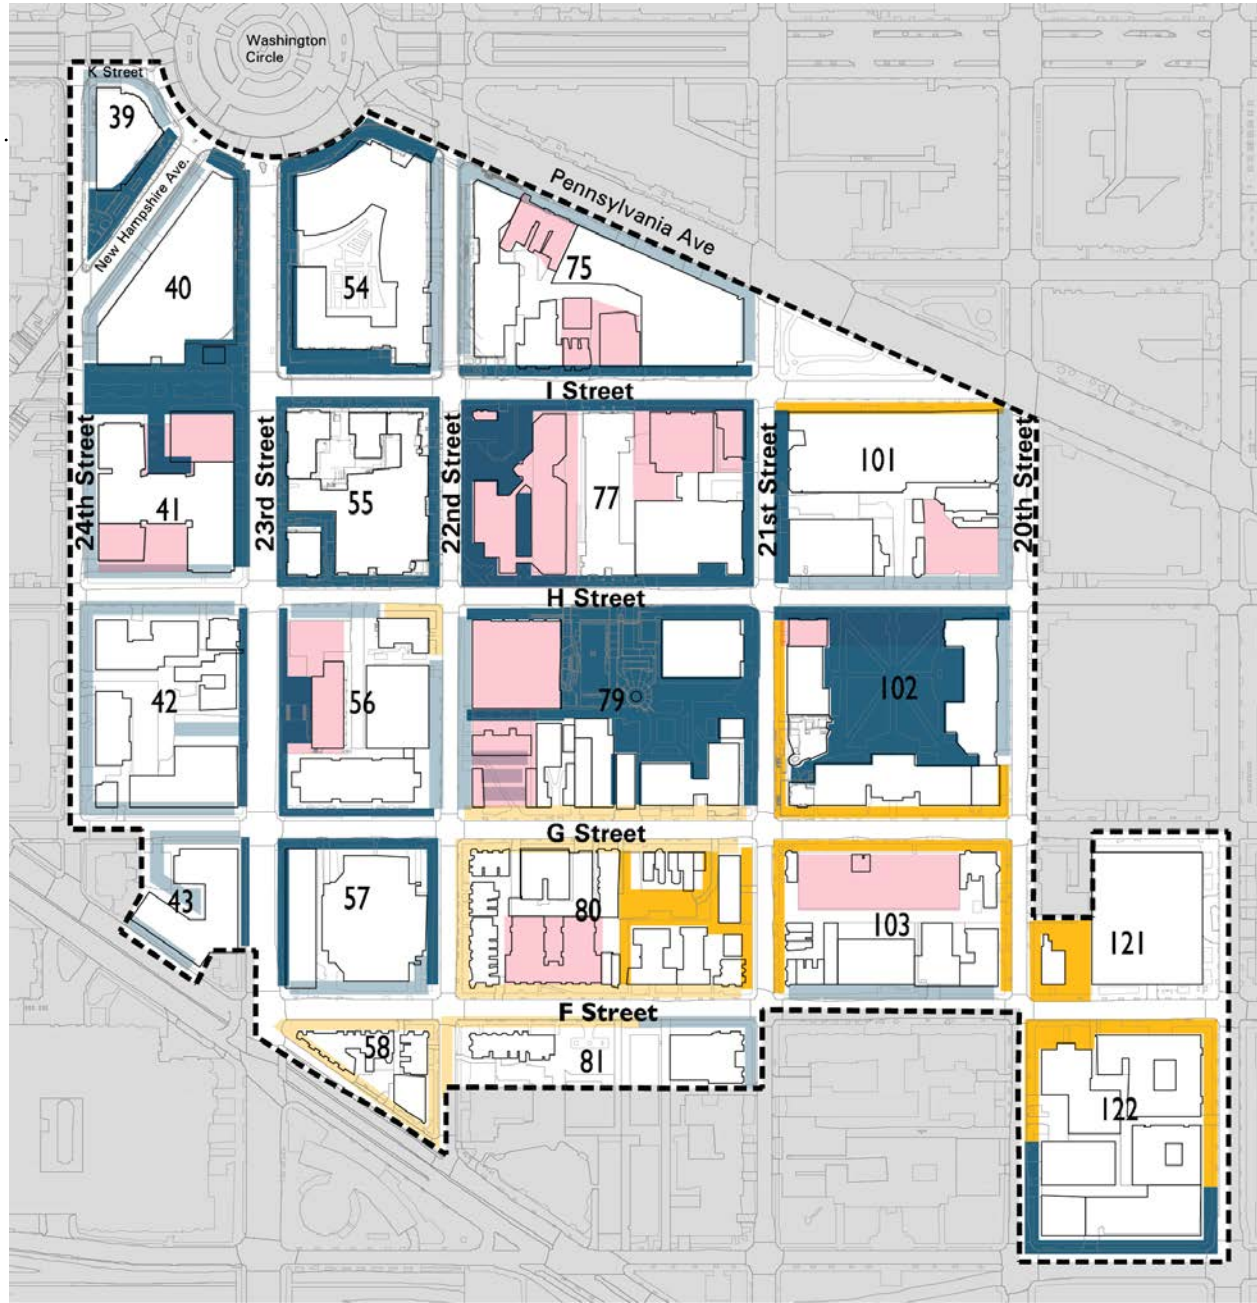 Washington
Circle
K Street
39
New Hampshire Ave.
Pennsylvania Ave
75
40
54
I Street
24th Street
23rd Street
22nd Street
21st Street
20th Street
101
55
77
41
H Street
42
56
79
102
G Street
43
57
80
103
121
F Street
58
81
122